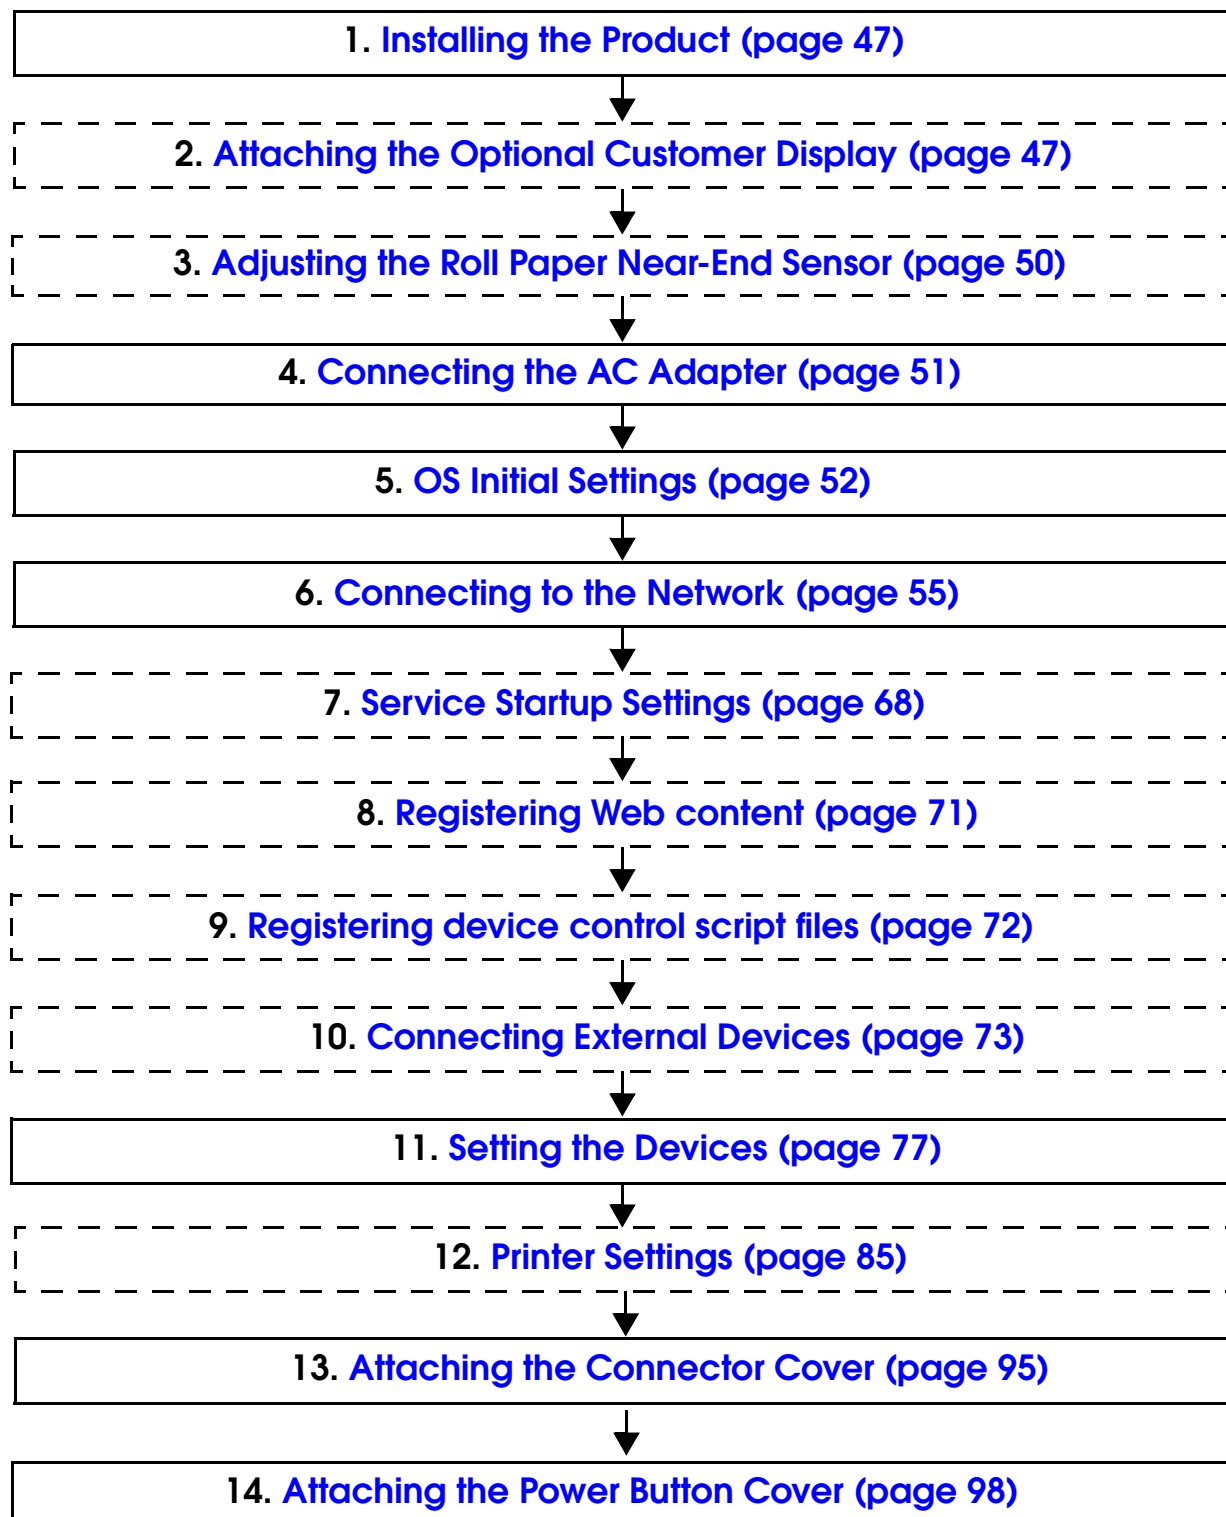 1. Installing the Product (page 47)
2. Attaching the Optional Customer Display (page 47)
3. Adjusting the Roll Paper Near-End Sensor (page 50)
4. Connecting the AC Adapter (page 51)
5. OS Initial Settings (page 52)
6. Connecting to the Network (page 55)
7. Service Startup Settings (page 68)
8. Registering Web content (page 71)
9. Registering device control script files (page 72)
10. Connecting External Devices (page 73)
11. Setting the Devices (page 77)
12. Printer Settings (page 85)
13. Attaching the Connector Cover (page 95)
14. Attaching the Power Button Cover (page 98)